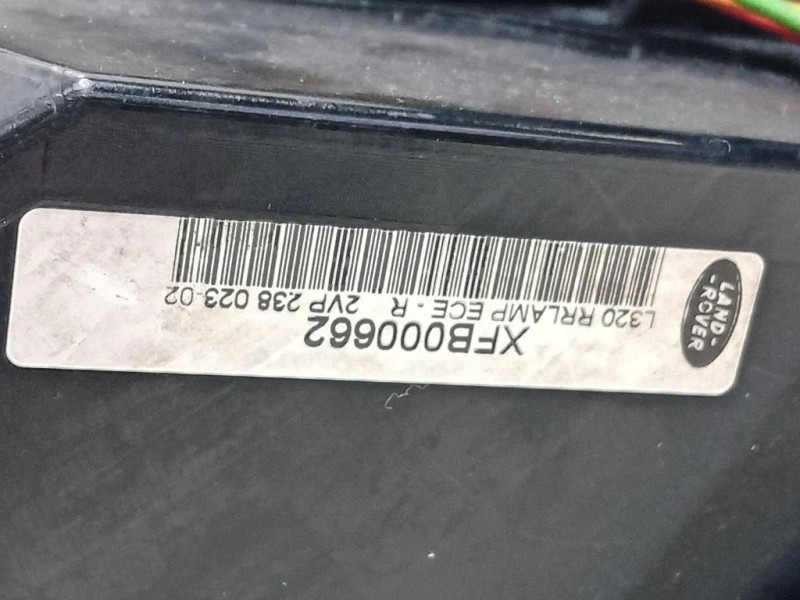 LAND-
-ROVER
XFB000662
L320 RRLAMP ECE - R 2VP 238 023-02